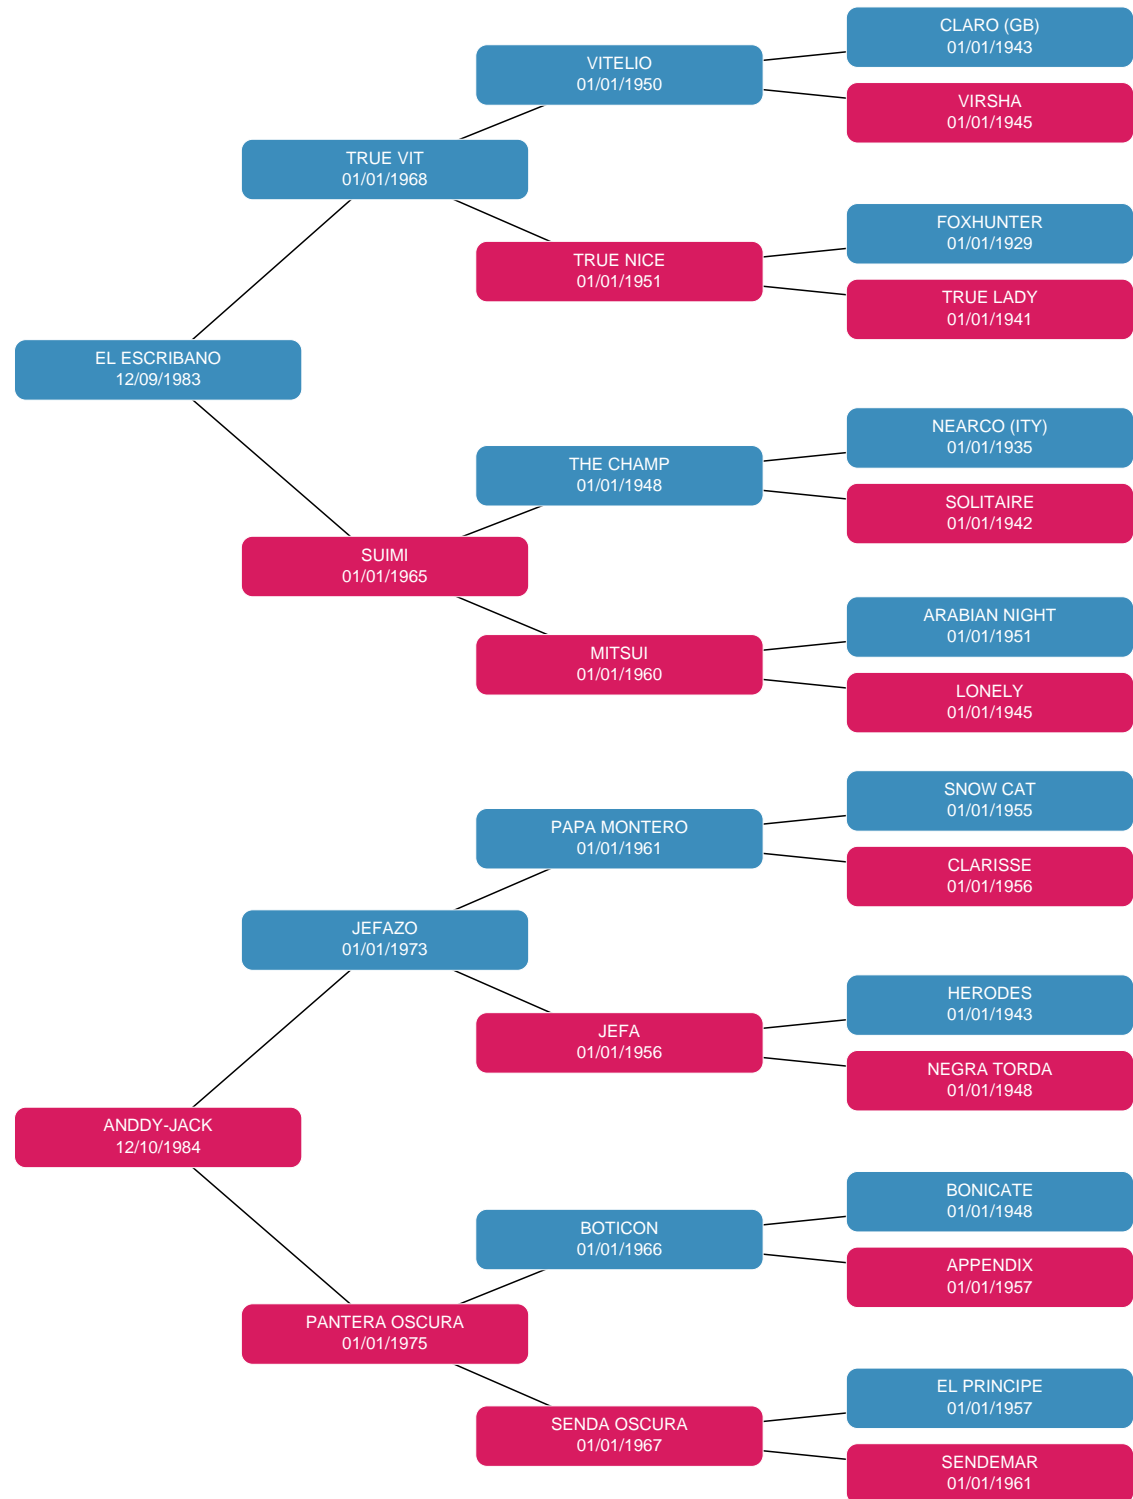 CLARO (GB)
01/01/1943
VITELIO
01/01/1950
VIRSHA
01/01/1945
TRUE VIT
01/01/1968
FOXHUNTER
01/01/1929
TRUE NICE
01/01/1951
TRUE LADY
01/01/1941
EL ESCRIBANO
12/09/1983
NEARCO (ITY)
01/01/1935
THE CHAMP
01/01/1948
SOLITAIRE
01/01/1942
SUIMI
01/01/1965
ARABIAN NIGHT
01/01/1951
MITSUI
01/01/1960
LONELY
01/01/1945
SNOW CAT
01/01/1955
PAPA MONTERO
01/01/1961
CLARISSE
01/01/1956
JEFAZO
01/01/1973
HERODES
01/01/1943
JEFA
01/01/1956
NEGRA TORDA
01/01/1948
ANDDY-JACK
12/10/1984
BONICATE
01/01/1948
BOTICON
01/01/1966
APPENDIX
01/01/1957
PANTERA OSCURA
01/01/1975
EL PRINCIPE
01/01/1957
SENDA OSCURA
01/01/1967
SENDEMAR
01/01/1961